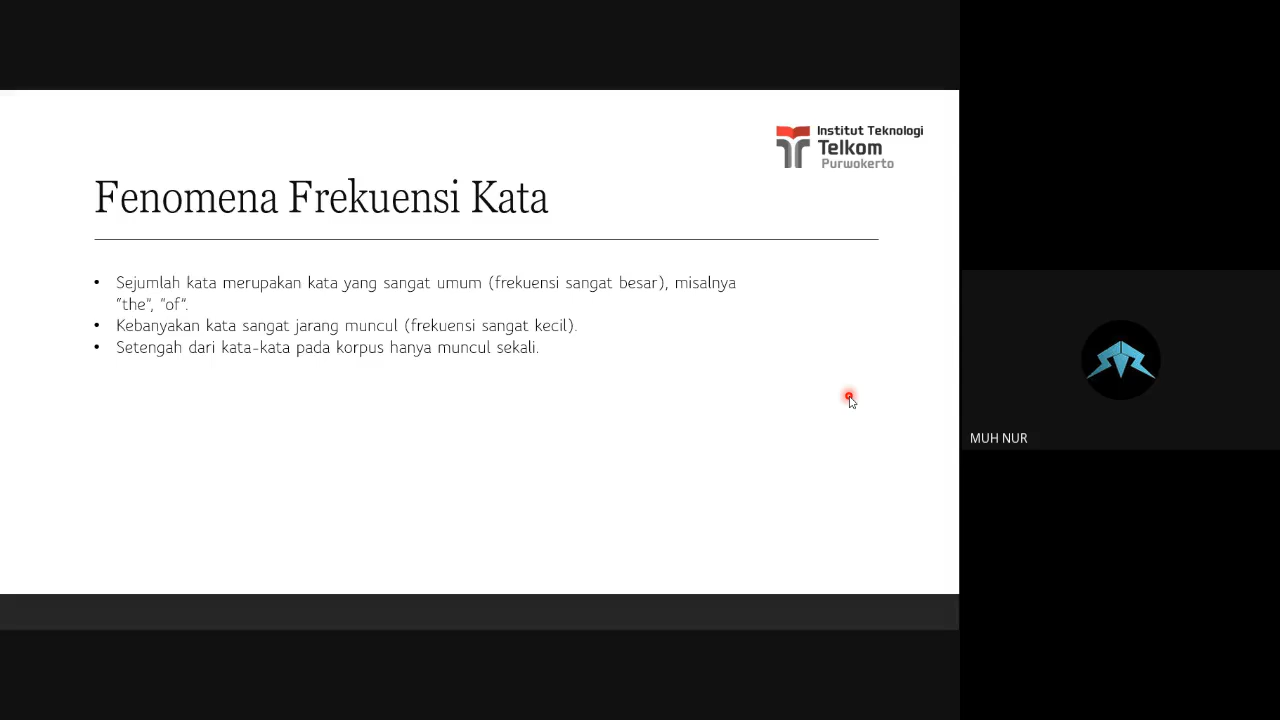 Institut Teknologi
Telkom
Purwokerto
Fenomena Frekuensi Kata
• Sejumlah kata merupakan kata yang sangat umum (frekuensi sangat besar), misalnya
"the", "of".
• Kebanyakan kata sangat jarang muncul (frekuensi sangat kecil).
• Setengah dari kata-kata pada korpus hanya muncul sekali.
MUH NUR